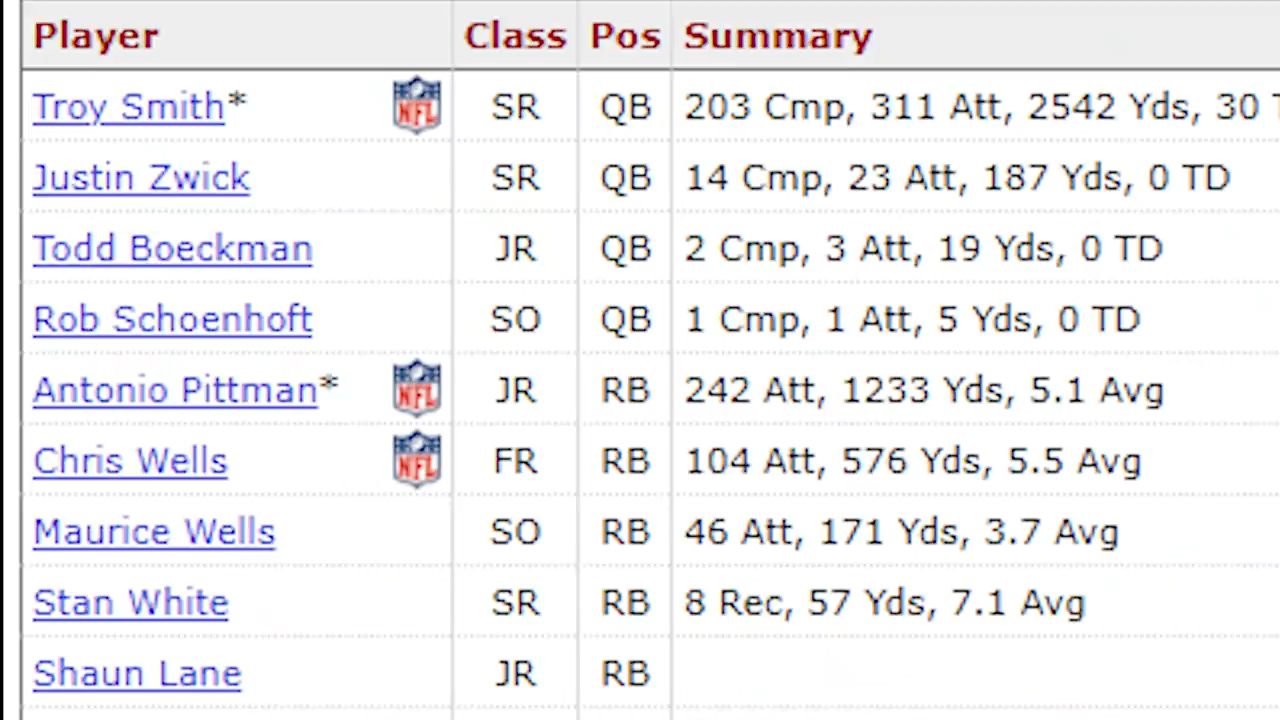 Player Class Pos Summary
Troy Smith* NFL SR QB 203 Cmp, 311 Att, 2542 Yds, 30
Justin Zwick SR QB 14 Cmp, 23 Att, 187 Yds, 0 TD
Todd Boeckman JR QB 2 Cmp, 3 Att, 19 Yds, 0 TD
Rob Schoenhoft SO QB 1 Cmp, 1 Att, 5 Yds, 0 TD
Antonio Pittman* NFL JR RB 242 Att, 1233 Yds, 5.1 Avg
Chris Wells NFL FR RB 104 Att, 576 Yds, 5.5 Avg
Maurice Wells SO RB 46 Att, 171 Yds, 3.7 Avg
Stan White SR RB 8 Rec, 57 Yds, 7.1 Avg
Shaun Lane JR RB